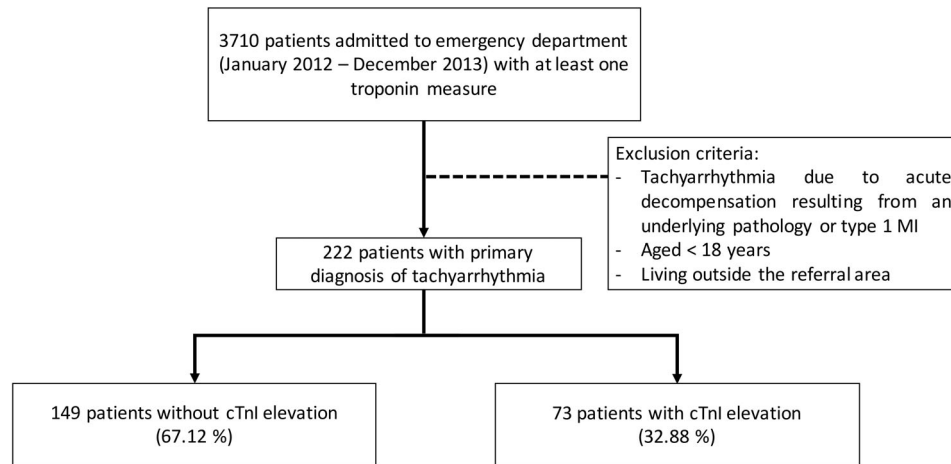 3710 patients admitted to emergency department
(January 2012 – December 2013) with at least one
troponin measure
Exclusion criteria:
- Tachyarrhythmia due to acute
decompensation resulting from an
underlying pathology or type 1 MI
- Aged < 18 years
- Living outside the referral area
222 patients with primary
diagnosis of tachyarrhythmia
149 patients without cTnI elevation
(67.12 %)
73 patients with cTnI elevation
(32.88 %)